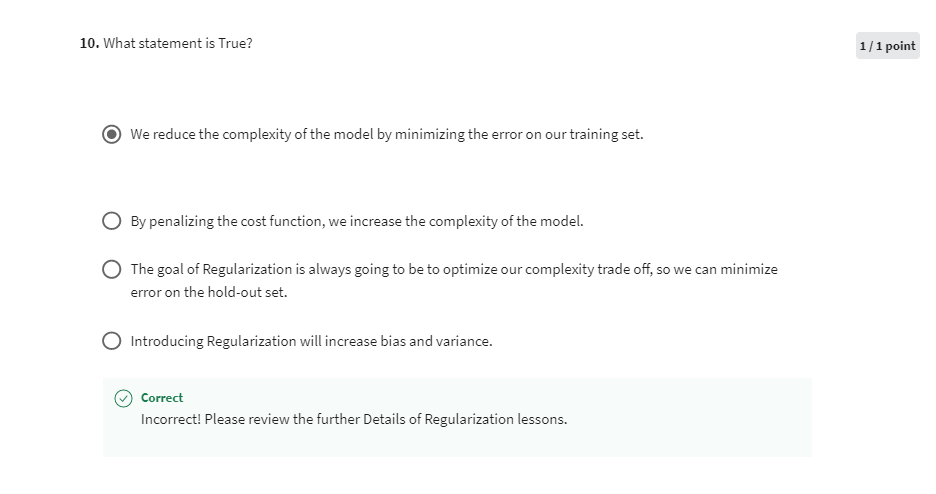 10. What statement is True?
1 / 1 point
We reduce the complexity of the model by minimizing the error on our training set.
By penalizing the cost function, we increase the complexity of the model.
The goal of Regularization is always going to be to optimize our complexity trade off, so we can minimize
error on the hold-out set.
Introducing Regularization will increase bias and variance.
Correct
Incorrect! Please review the further Details of Regularization lessons.